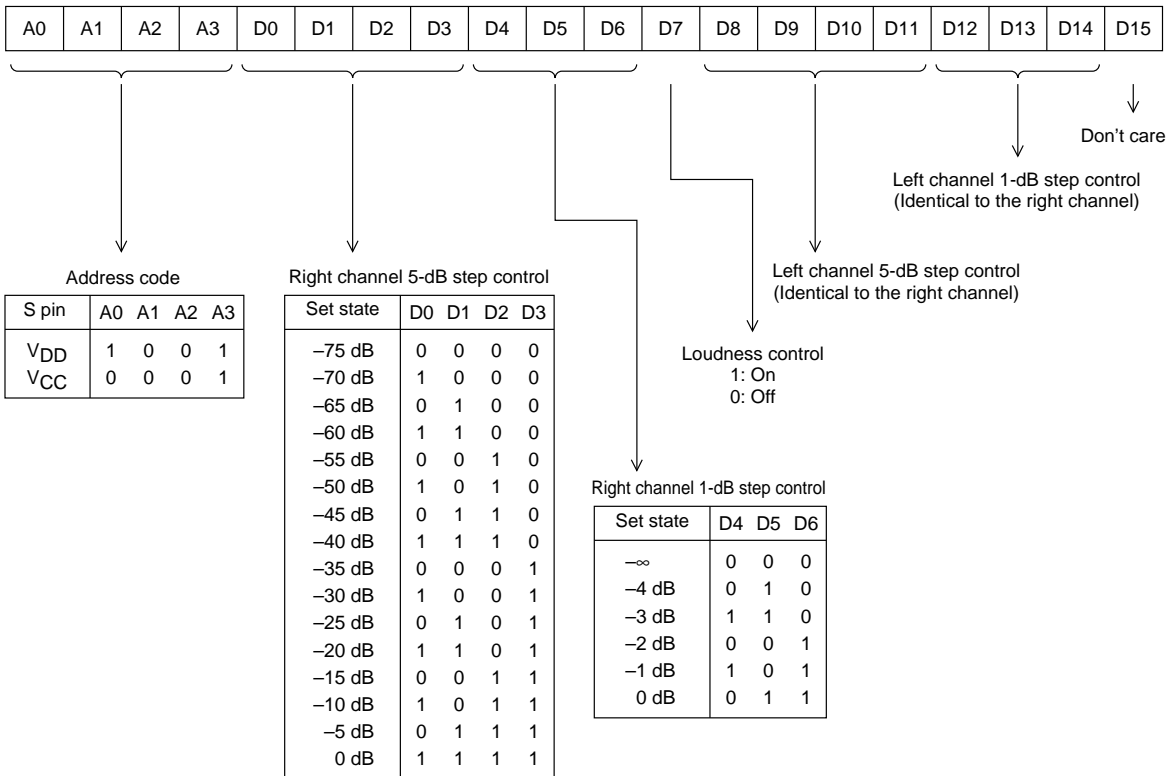 A0 A1 A2 A3 D0 D1 D2 D3 D4 D5 D6 D7 D8 D9 D10 D11 D12 D13 D14 D15
Don't care
Left channel 1-dB step control
(Identical to the right channel)
Left channel 5-dB step control
(Identical to the right channel)
Loudness control
1: On
0: Off
Address code
S pin A0 A1 A2 A3
VDD 1 0 0 1
VCC 0 0 0 1
Right channel 5-dB step control
Set state D0 D1 D2 D3
–75 dB 0 0 0 0
–70 dB 1 0 0 0
–65 dB 0 1 0 0
–60 dB 1 1 0 0
–55 dB 0 0 1 0
–50 dB 1 0 1 0
–45 dB 0 1 1 0
–40 dB 1 1 1 0
–35 dB 0 0 0 1
–30 dB 1 0 0 1
–25 dB 0 1 0 1
–20 dB 1 1 0 1
–15 dB 0 0 1 1
–10 dB 1 0 1 1
–5 dB 0 1 1 1
0 dB 1 1 1 1
Right channel 1-dB step control
Set state D4 D5 D6
–∞ 0 0 0
–4 dB 0 1 0
–3 dB 1 1 0
–2 dB 0 0 1
–1 dB 1 0 1
0 dB 0 1 1